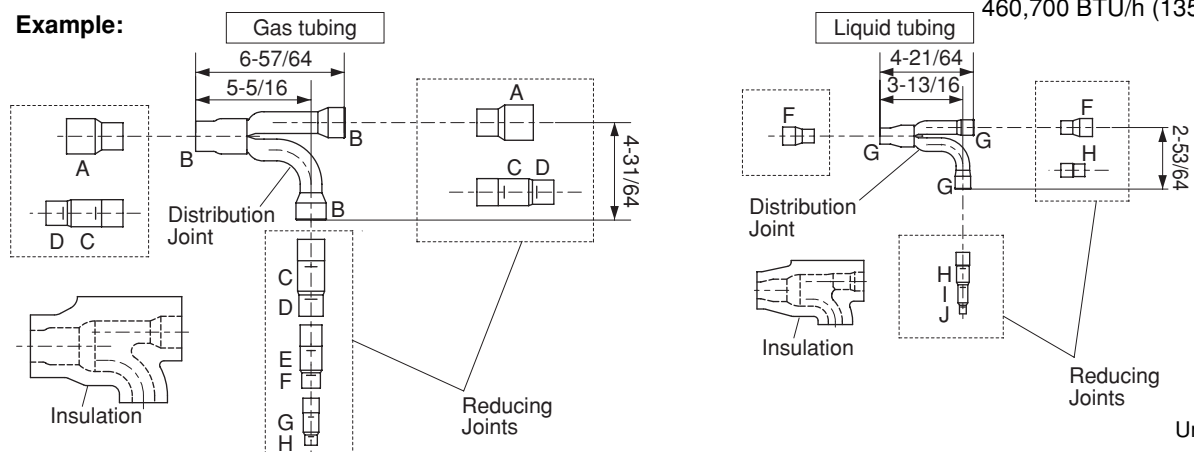 Example:
Gas tubing
6-57/64
5-5/16
A
D C
B
B
B
Distribution
Joint
A
C D
4-31/64
C
D
E
F
G
H
Insulation
Reducing
Joints
460,700 BTU/h (135
Liquid tubing
4-21/64
3-13/16
F
G
G
G
F
H
2-53/64
Distribution
Joint
H
I
J
Insulation
Reducing
Joints